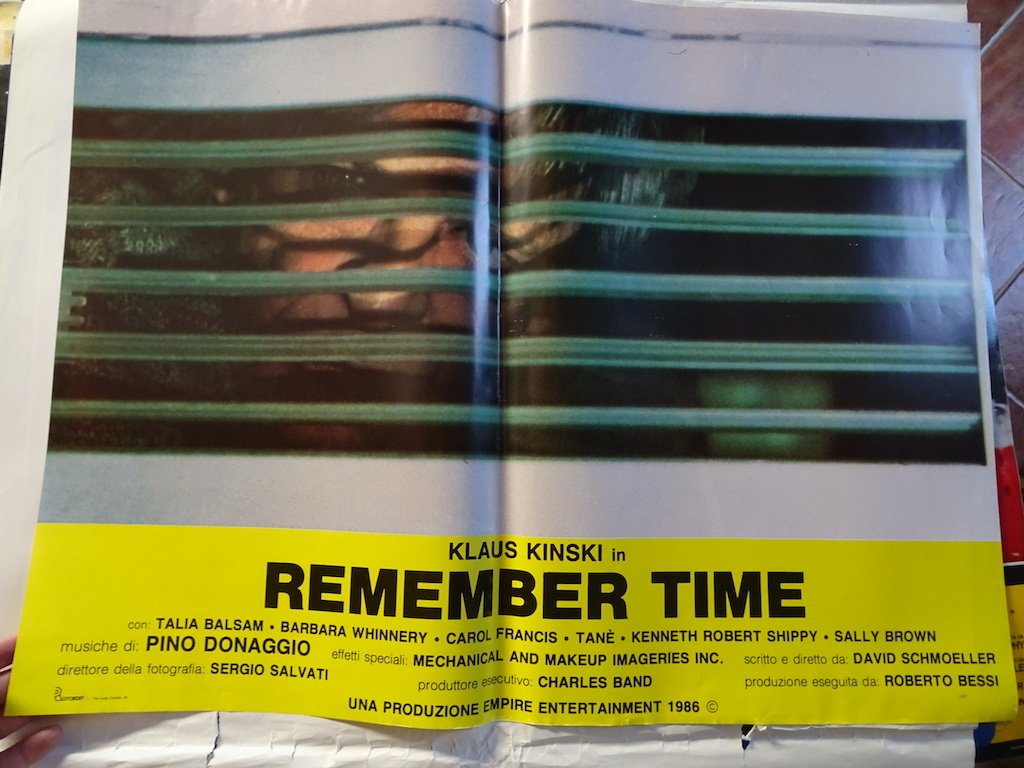 KLAUS KINSKI in
REMEMBER TIME
con: TALIA BALSAM • BARBARA WHINNERY • CAROL FRANCIS • TANÈ • KENNETH ROBERT SHIPPY • SALLY BROWN
musiche di: PINO DONAGGIO
effetti speciali: MECHANICAL AND MAKEUP IMAGERIES INC.
scritto e diretto da: DAVID SCHMOELLER
direttore della fotografia: SERGIO SALVATI
produttore esecutivo: CHARLES BAND
produzione eseguita da: ROBERTO BESSI
UNA PRODUZIONE EMPIRE ENTERTAINMENT 1986 ©